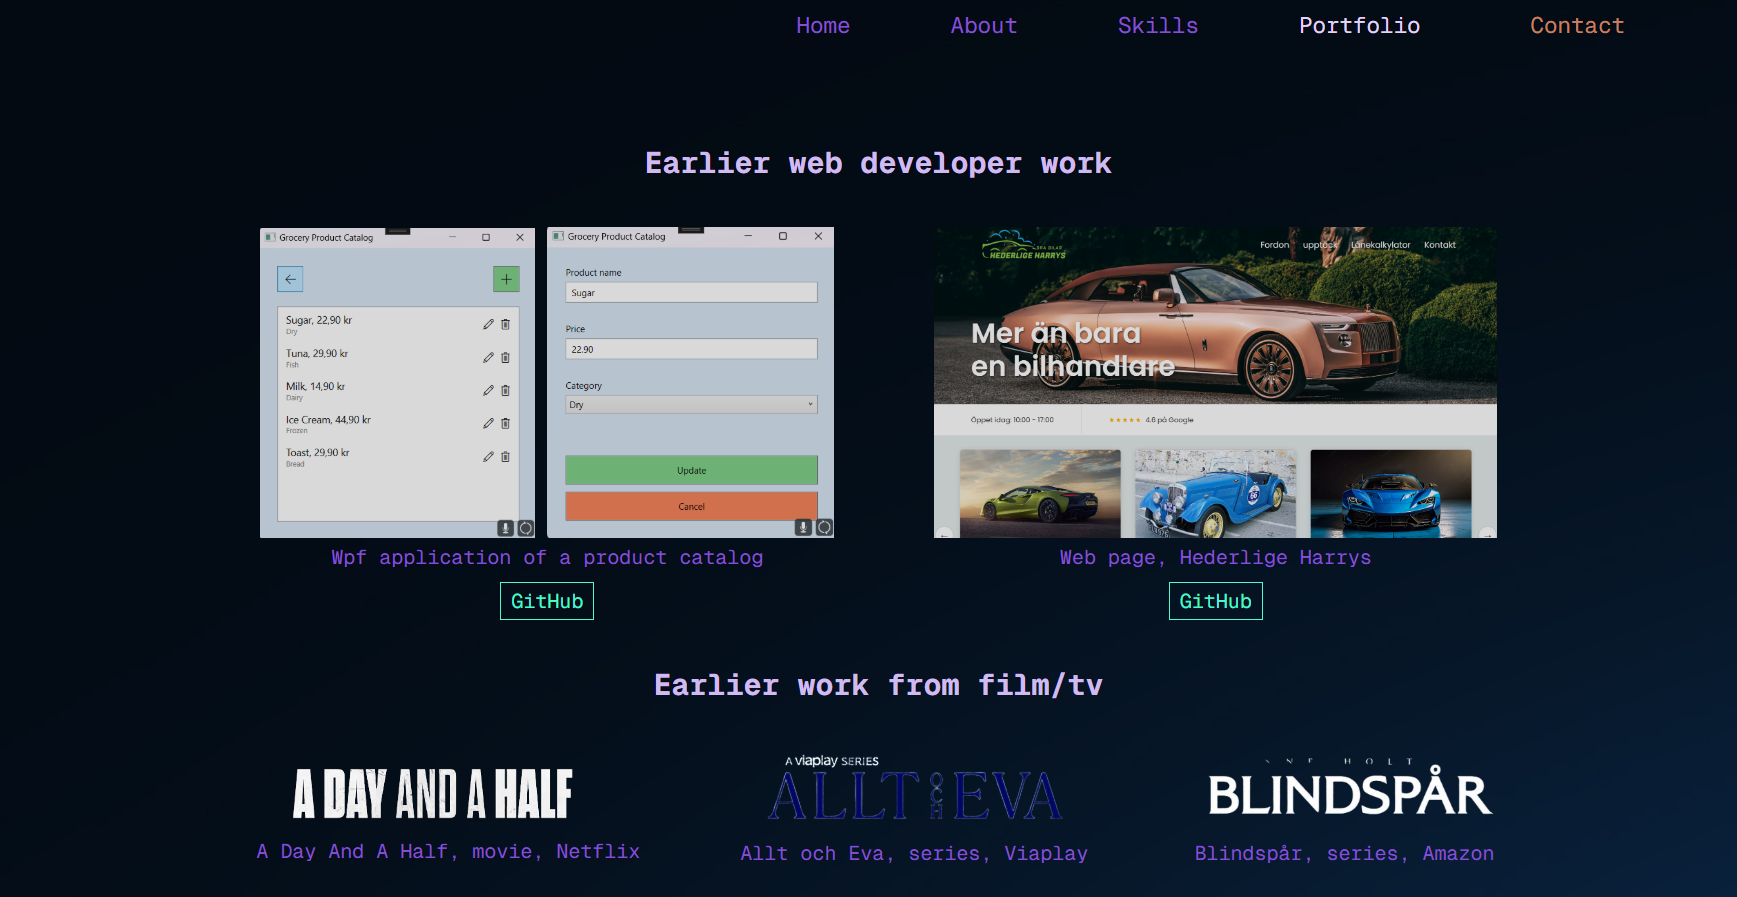 Home About Skills Portfolio Contact
Earlier web developer work
Grocery Product Catalog
Sugar, 22,90 kr
Dry
Tuna, 29,90 kr
Fish
Milk, 14,90 kr
Dairy
Ice Cream, 44,90 kr
Frozen
Toast, 29,90 kr
Bread
Grocery Product Catalog
Product name
Sugar
Price
22.90
Category
Dry
Update
Cancel
Wpf application of a product catalog
GitHub
BRA BILAR
HEDERLIGE HARRYS
Fordon upptäck Lånekalkylator Kontakt
Mer än bara
en bilhandlare
Öppet idag: 10:00 - 17:00 4.6 på Google
66
Web page, Hederlige Harrys
GitHub
Earlier work from film/tv
A DAY AND A HALF
A Day And A Half, movie, Netflix
A viaplay SERIES
ALLT OCH EVA
Allt och Eva, series, Viaplay
HOLT
BLINDSPÅR
Blindspår, series, Amazon